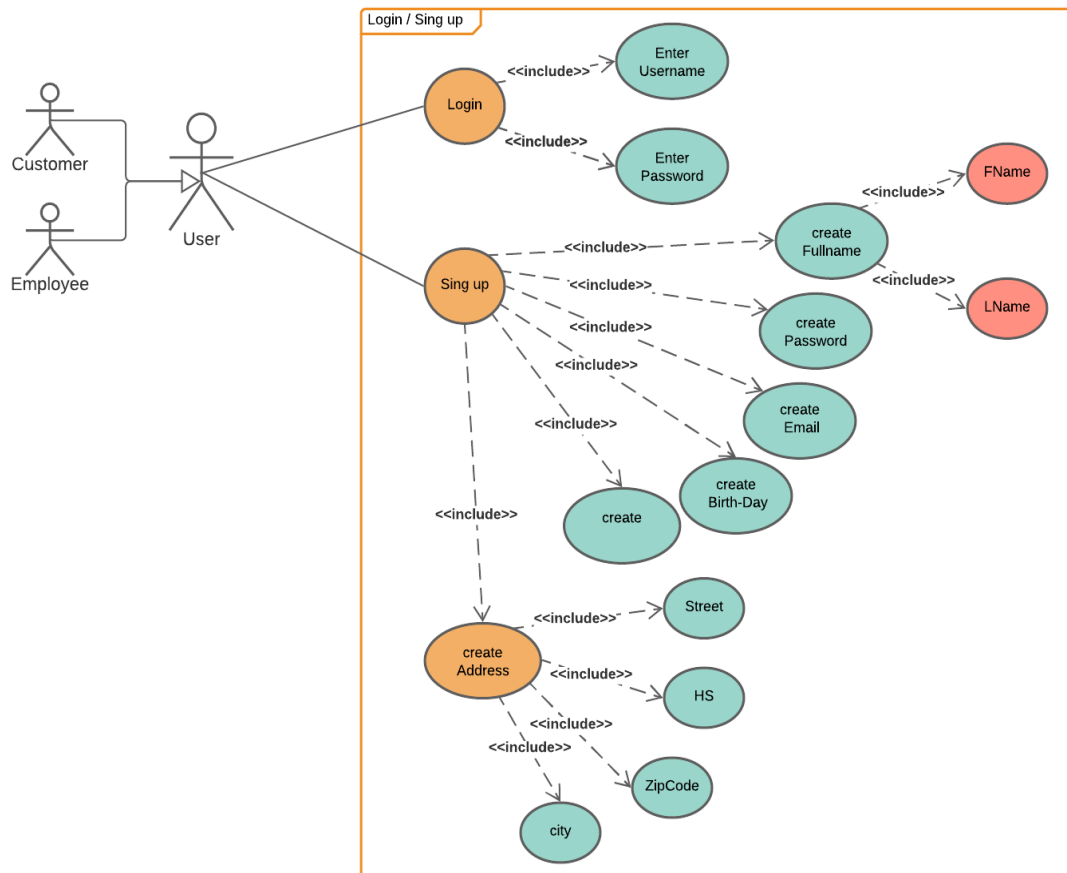 Login / Sing up
Enter
Username
<<include>>
Login
<<include>>
Enter
Password
Customer
User
Employee
FName
<<include>>
create
Fullname
<<include>>
<<include>>
LName
Sing up
<<include>>
create
Password
<<include>>
<<include>>
create
Email
<<include>>
create
Birth-Day
create
<<include>>
create
Address
<<include>>
Street
<<include>>
HS
<<include>>
<<include>>
ZipCode
city